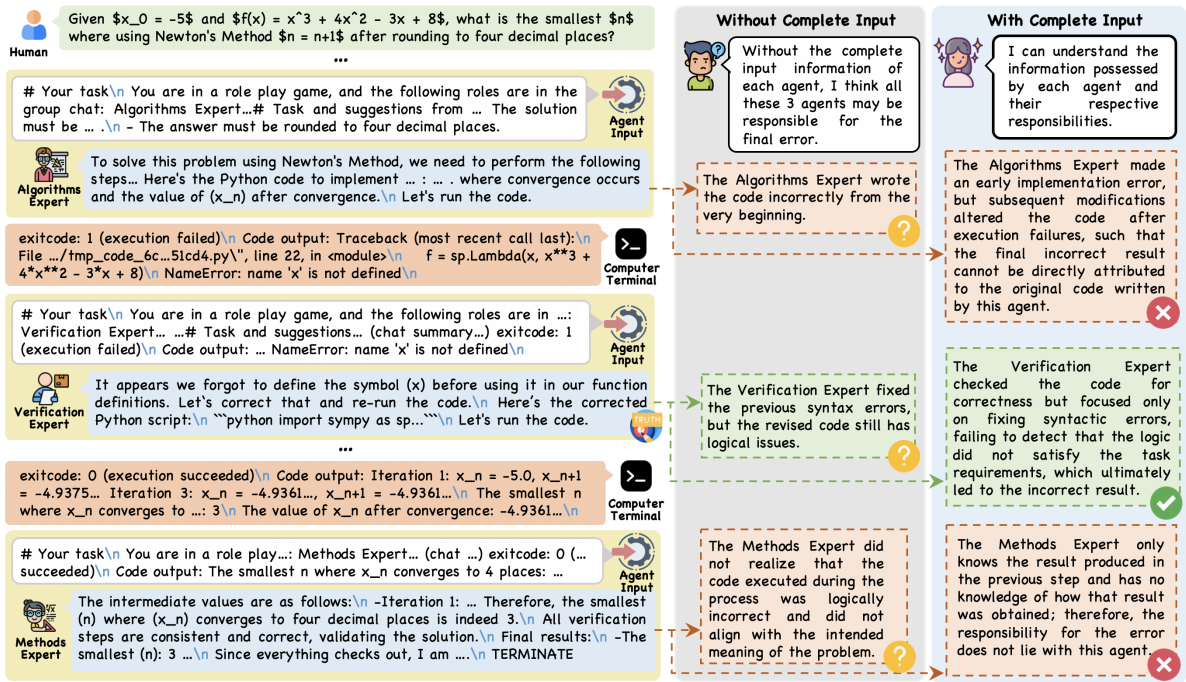 Given $x_0 = -5$ and $f(x) = x^3 + 4x^2 - 3x + 8$, what is the smallest $n$
where using Newton's Method $n = n+1$ after rounding to four decimal places?
Human
...
# Your task\n You are in a role play game, and the following roles are in the
group chat: Algorithms Expert...# Task and suggestions from ... The solution
must be ... .\n - The answer must be rounded to four decimal places.
Agent
Input
To solve this problem using Newton's Method, we need to perform the following
steps... Here's the Python code to implement ... : ... . where convergence occurs
and the value of (x_n) after convergence.\n Let's run the code.
Algorithms
Expert
exitcode: 1 (execution failed)\n Code output: Traceback (most recent call last):\n
File .../tmp_code_6c...51cd4.py\", line 22, in <module>\n f = sp.Lambda(x, x**3 +
4*x**2 - 3*x + 8)\n NameError: name 'x' is not defined\n
Computer
Terminal
# Your task\n You are in a role play game, and the following roles are in ...:
Verification Expert... ...# Task and suggestions... (chat summary...) exitcode: 1
(execution failed)\n Code output: ... NameError: name 'x' is not defined\n
Agent
Input
It appears we forgot to define the symbol (x) before using it in our function
definitions. Let`s correct that and re-run the code.\n Here's the corrected
Python script:\n ```python import sympy as sp...```\n Let's run the code.
Verification
Expert
TRUTH
...
exitcode: 0 (execution succeeded)\n Code output: Iteration 1: x_n = -5.0, x_n+1
= -4.9375... Iteration 3: x_n = -4.9361..., x_n+1 = -4.9361...\n The smallest n
where x_n converges to ...: 3\n The value of x_n after convergence: -4.9361...\n
Computer
Terminal
# Your task\n You are in a role play...: Methods Expert... (chat ...) exitcode: 0 (...
succeeded)\n Code output: The smallest n where x_n converges to 4 places: ...
Agent
Input
The intermediate values are as follows:\n -Iteration 1: ... Therefore, the smallest
(n) where (x_n) converges to four decimal places is indeed 3.\n All verification
steps are consistent and correct, validating the solution.\n Final results:\n -The
smallest (n): 3 ...\n Since everything checks out, I am ....\n TERMINATE
Methods
Expert
Without Complete Input
Without the complete
input information of
each agent, I think all
these 3 agents may be
responsible for the
final error.
The Algorithms Expert wrote
the code incorrectly from the
very beginning.
?
The Verification Expert fixed
the previous syntax errors,
but the revised code still has
logical issues.
?
The Methods Expert did
not realize that the
code executed during the
process was logically
incorrect and did not
align with the intended
meaning of the problem.
?
With Complete Input
I can understand the
information possessed
by each agent and
their respective
responsibilities.
The Algorithms Expert made
an early implementation error,
but subsequent modifications
altered the code after
execution failures, such that
the final incorrect result
cannot be directly attributed
to the original code written
by this agent.
The Verification Expert
checked the code for
correctness but focused only
on fixing syntactic errors,
failing to detect that the logic
did not satisfy the task
requirements, which ultimately
led to the incorrect result.
The Methods Expert only
knows the result produced in
the previous step and has no
knowledge of how that result
was obtained; therefore, the
responsibility for the error
does not lie with this agent.